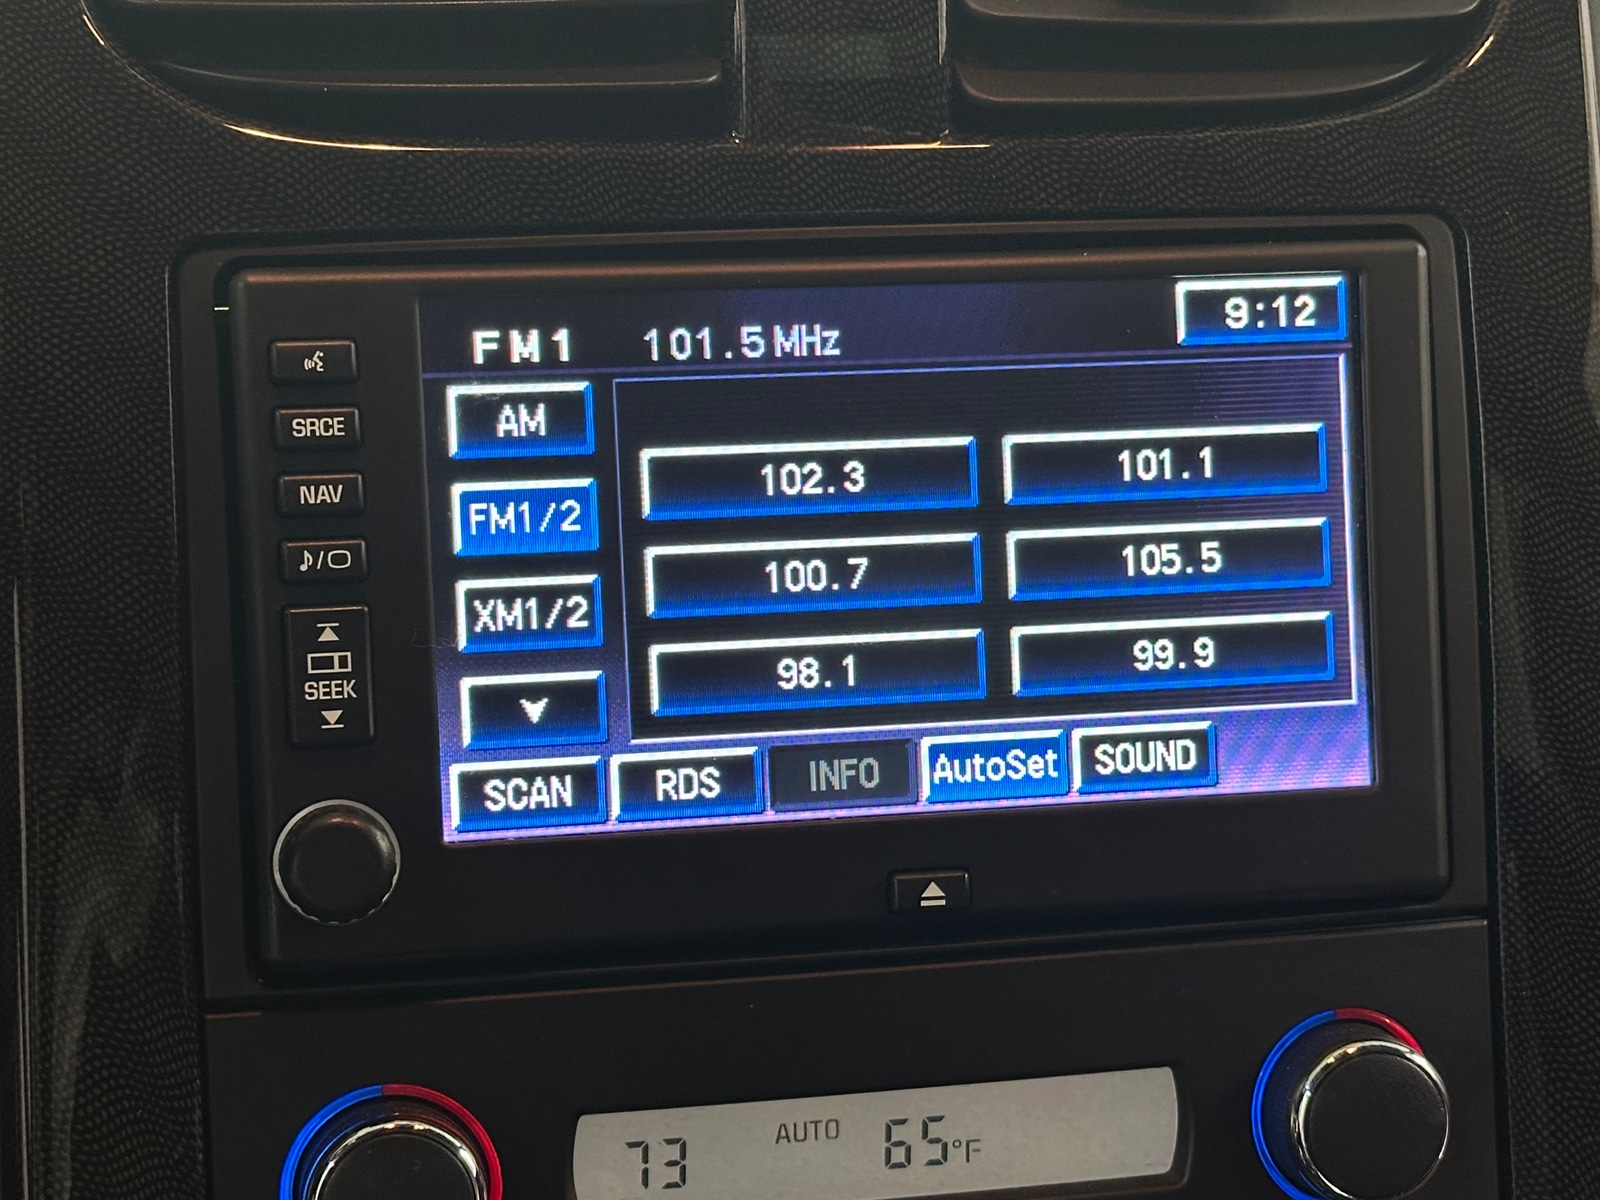 FM1 101.5 MHz 9:12
AM
FM1/2
XM1/2
102.3 101.1
100.7 105.5
98.1 99.9
SCAN RDS INFO AutoSet SOUND
SRCE
NAV
SEEK
73 AUTO 65°F